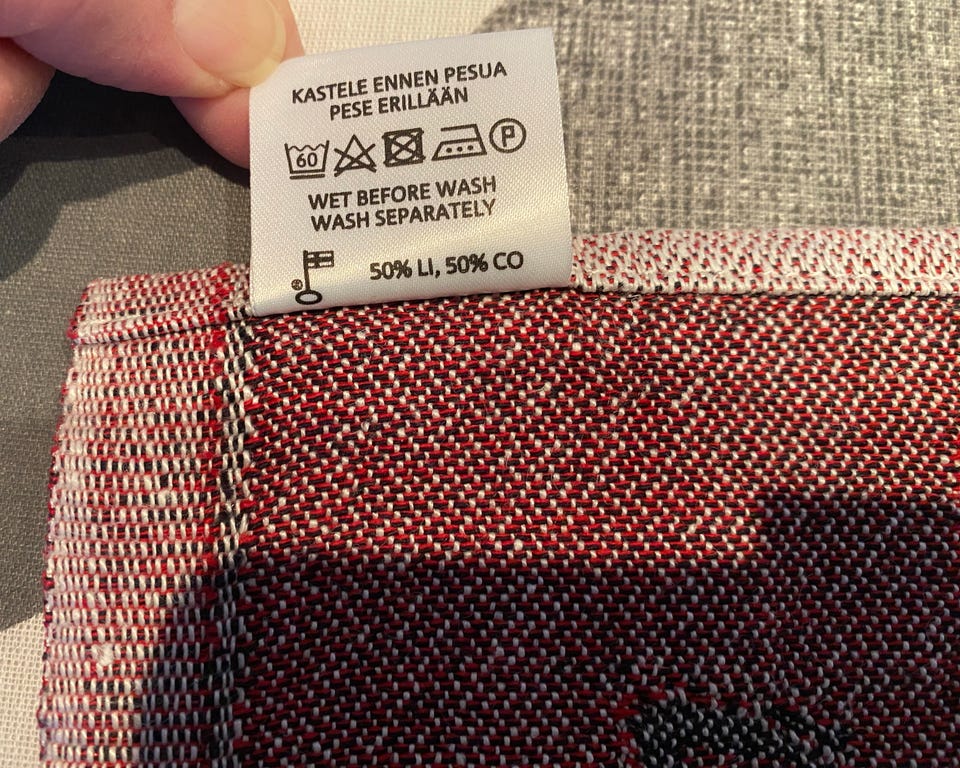 KASTELE ENNEN PESUA
PESE ERILLÄÄN
60 P
WET BEFORE WASH
WASH SEPARATELY
50% LI, 50% CO